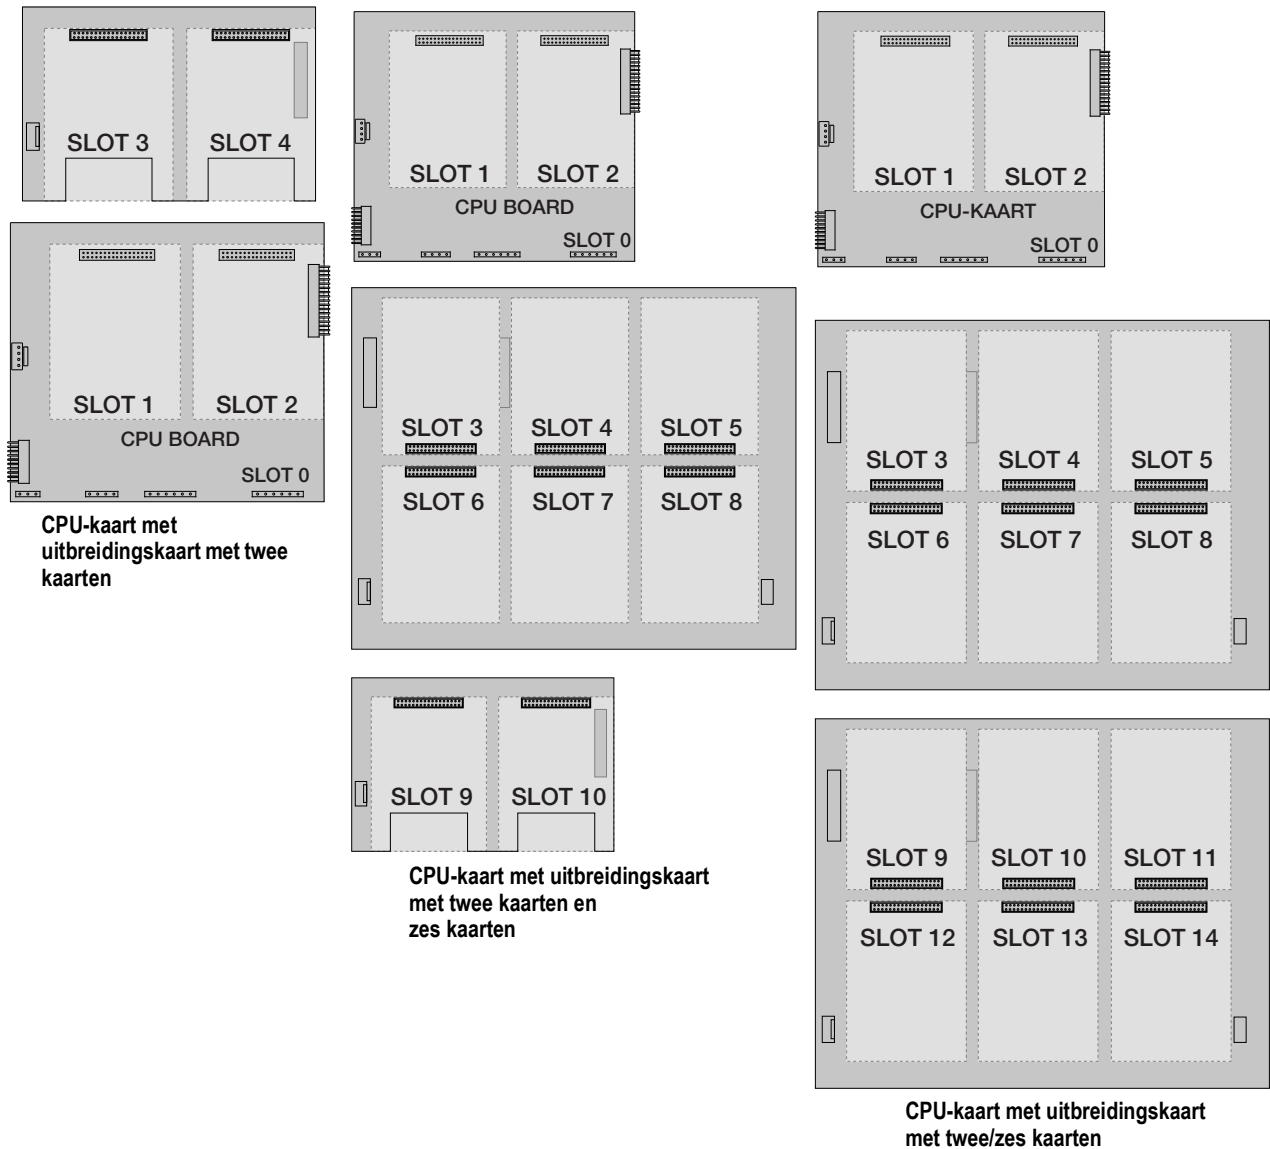 SLOT 3 SLOT 4
SLOT 1 SLOT 2
CPU BOARD
SLOT 0
CPU-kaart met
uitbreidingskaart met twee
kaarten
SLOT 1 SLOT 2
CPU BOARD
SLOT 0
SLOT 3 SLOT 4 SLOT 5
SLOT 6 SLOT 7 SLOT 8
SLOT 9 SLOT 10
CPU-kaart met uitbreidingskaart
met twee kaarten en
zes kaarten
SLOT 1 SLOT 2
CPU-KAART
SLOT 0
SLOT 3 SLOT 4 SLOT 5
SLOT 6 SLOT 7 SLOT 8
SLOT 9 SLOT 10 SLOT 11
SLOT 12 SLOT 13 SLOT 14
CPU-kaart met uitbreidingskaart
met twee/zes kaarten